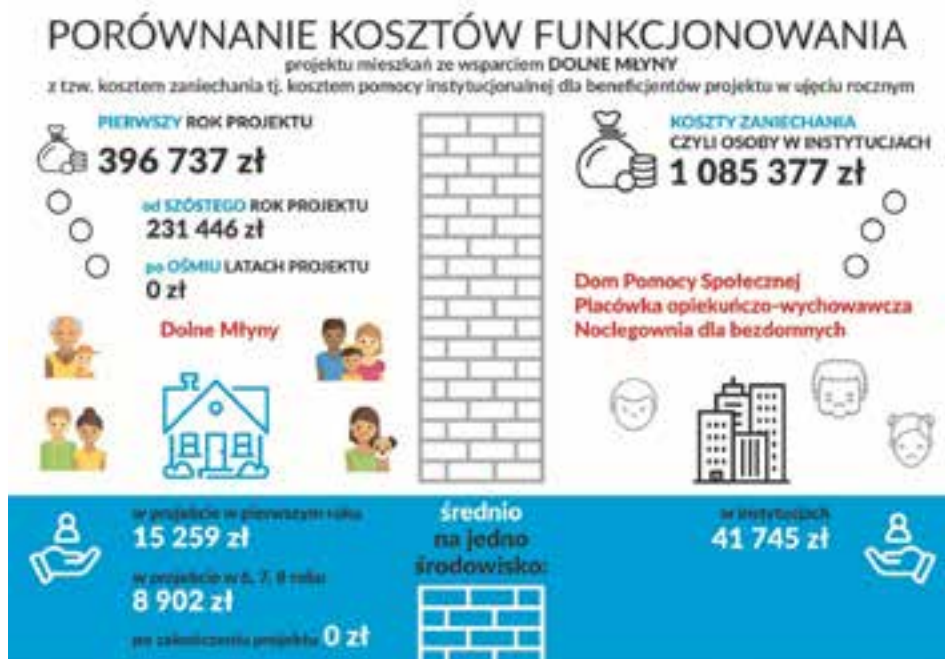 PORÓWNANIE KOSZTÓW FUNKCJONOWANIA
projektu mieszkań ze wsparciem DOLNE MŁYNY
z tzw. kosztem zaniechania tj. kosztem pomocy instytucjonalnej dla beneficjentów projektu w ujęciu rocznym
PIERWSZY ROK PROJEKTU
396 737 zł
od SZÓSTEGO ROK PROJEKTU
231 446 zł
po OŚMIU LATACH PROJEKTU
0 zł
Dolne Młyny
KOSZTY ZANIECHANIA
CZYLI OSOBY W INSTYTUCJACH
1 085 377 zł
Dom Pomocy Społecznej
Placówka opiekuńczo-wychowawcza
Noclegownia dla bezdomnych
w projekcie w pierwszym roku
15 259 zł
w projekcie w 6, 7, 8 roku
8 902 zł
po zakończeniu projektu 0 zł
średnio
na jedno
środowisko:
w instytucjach
41 745 zł